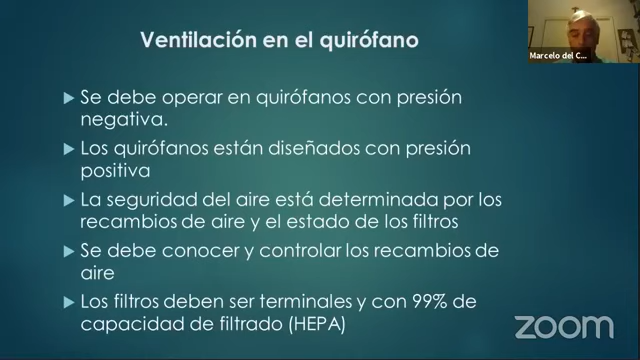 Ventilación en el quirófano
Marcelo del C...
Se debe operar en quirófanos con presión
negativa.
Los quirófanos están diseñados con presión
positiva
La seguridad del aire está determinada por los
recambios de aire y el estado de los filtros
Se debe conocer y controlar los recambios de
aire
Los filtros deben ser terminales y con 99% de
capacidad de filtrado (HEPA)
zoom